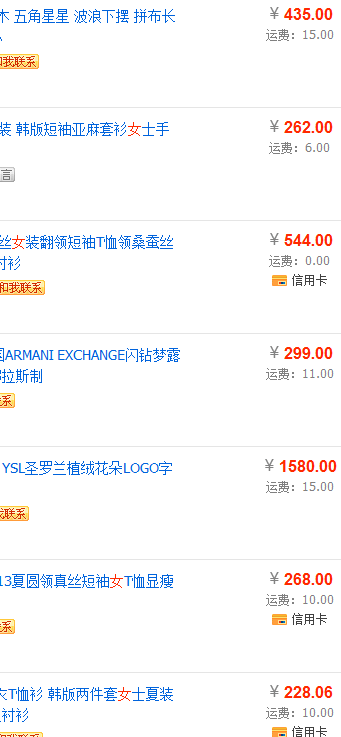 木 五角星星 波浪下摆 拼布长
¥ 435.00
运费：15.00
和我联系
装 韩版短袖亚麻套衫女士手
¥ 262.00
运费：6.00
言
丝女装翻领短袖T恤领桑蚕丝
衬衫
¥ 544.00
运费：0.00
和我联系
信用卡
ARMANI EXCHANGE闪钻梦露
拉斯制
¥ 299.00
运费：11.00
系
YSL圣罗兰植绒花朵LOGO字
¥ 1580.00
运费：15.00
我联系
13夏圆领真丝短袖女T恤显瘦
¥ 268.00
运费：10.00
系
信用卡
衣T恤衫 韩版两件套女士夏装
衬衫
¥ 228.06
运费：10.00
和我联系
信用卡